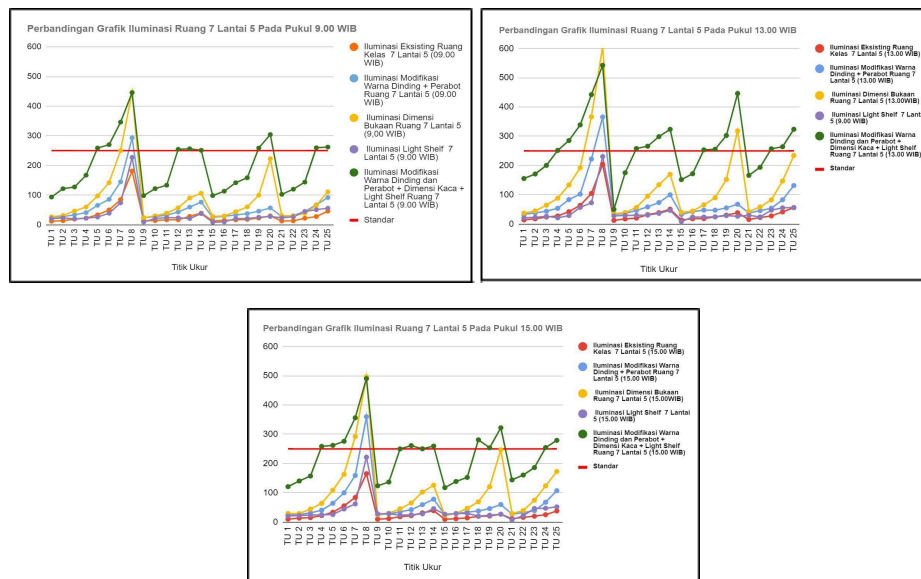 Perbandingan Grafik Iluminasi Ruang 7 Lantai 5 Pada Pukul 9.00 WIB
600
500
400
300
200
100
0
TU 1
TU 2
TU 3
TU 4
TU 5
TU 6
TU 7
TU 8
TU 9
TU 10
TU 11
TU 12
TU 13
TU 14
TU 15
TU 16
TU 17
TU 18
TU 19
TU 20
TU 21
TU 22
TU 23
TU 24
TU 25
Titik Ukur
Iluminasi Eksisting Ruang
Kelas 7 Lantai 5 (09.00
WIB)
Iluminasi Modifikasi Warna
Dinding + Perabot
Ruang 7 Lantai 5 (09.00
WIB)
Iluminasi Dimensi
Bukaan Ruang 7 Lantai 5
(9,00 WIB)
Iluminasi Light Shelf 7
Lantai 5 (9.00 WIB)
Iluminasi Modifikasi
Warna Dinding dan
Perabot + Dimensi Kaca +
Light Shelf Ruang 7
Lantai 5 (9.00 WIB)
Standar
Perbandingan Grafik Iluminasi Ruang 7 Lantai 5 Pada Pukul 13.00 WIB
600
500
400
300
200
100
0
TU 1
TU 2
TU 3
TU 4
TU 5
TU 6
TU 7
TU 8
TU 9
TU 10
TU 11
TU 12
TU 13
TU 14
TU 15
TU 16
TU 17
TU 18
TU 19
TU 20
TU 21
TU 22
TU 23
TU 24
TU 25
Titik Ukur
Iluminasi Eksisting Ruang
Kelas 7 Lantai 5 (13.00 WIB)
Iluminasi Modifikasi Warna
Dinding + Perabot Ruang 7
Lantai 5 (13.00 WIB)
Iluminasi Dimensi Bukaan
Ruang 7 Lantai 5 (13.00WIB)
Iluminasi Light Shelf 7 Lantai
5 (9.00 WIB)
Iluminasi Modifikasi Warna
Dinding dan Perabot +
Dimensi Kaca + Light Shelf
Ruang 7 Lantai 5 (13.00 WIB)
Standar
Perbandingan Grafik Iluminasi Ruang 7 Lantai 5 Pada Pukul 15.00 WIB
600
500
400
300
200
100
0
TU 1
TU 2
TU 3
TU 4
TU 5
TU 6
TU 7
TU 8
TU 9
TU 10
TU 11
TU 12
TU 13
TU 14
TU 15
TU 16
TU 17
TU 18
TU 19
TU 20
TU 21
TU 22
TU 23
TU 24
TU 25
Titik Ukur
Iluminasi Eksisting Ruang
Kelas 7 Lantai 5 (15.00 WIB)
Iluminasi Modifikasi Warna
Dinding + Perabot Ruang 7
Lantai 5 (15.00 WIB)
Iluminasi Dimensi Bukaan
Ruang 7 Lantai 5 (15.00WIB)
Iluminasi Light Shelf 7 Lantai
5 (15.00 WIB)
Iluminasi Modifikasi Warna
Dinding dan Perabot +
Dimensi Kaca + Light Shelf
Ruang 7 Lantai 5 (15.00 WIB)
Standar